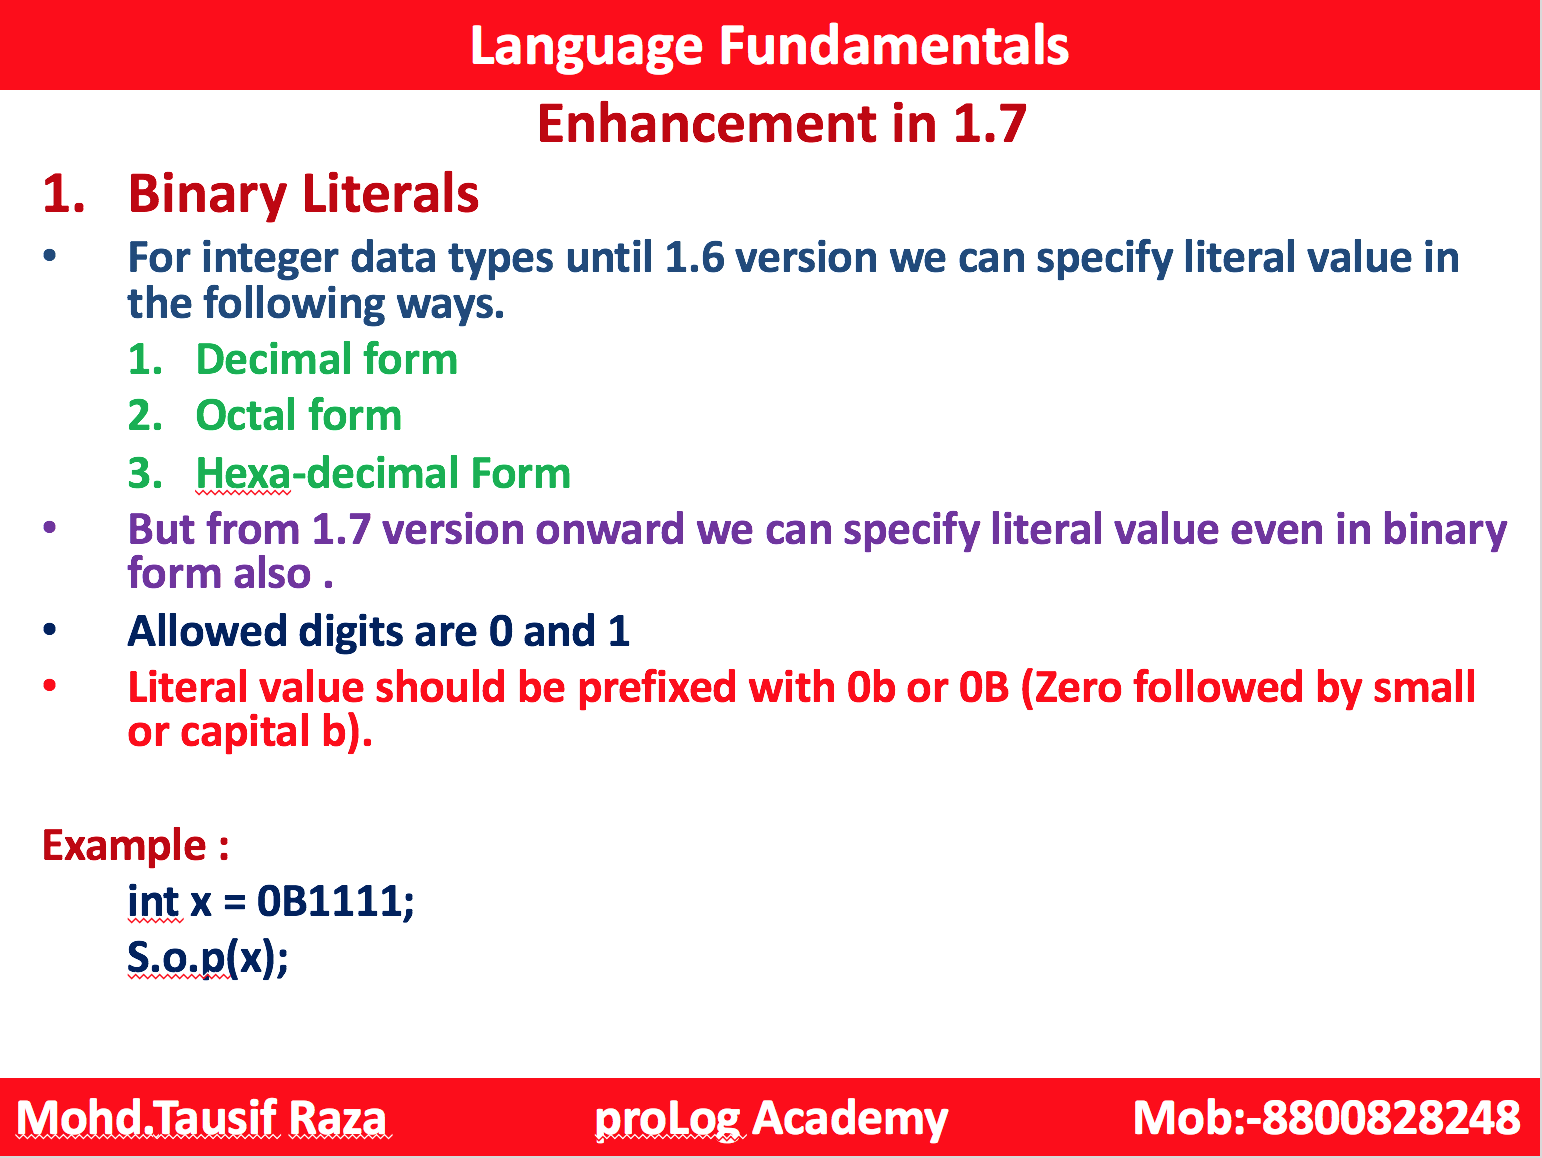 Language Fundamentals
Enhancement in 1.7
1. Binary Literals
• For integer data types until 1.6 version we can specify literal value in
the following ways.
1. Decimal form
2. Octal form
3. Hexa-decimal Form
• But from 1.7 version onward we can specify literal value even in binary
form also .
• Allowed digits are 0 and 1
• Literal value should be prefixed with 0b or 0B (Zero followed by small
or capital b).
Example :
int x = 0B1111;
S.o.p(x);
Mohd.Tausif Raza proLog Academy Mob:-8800828248